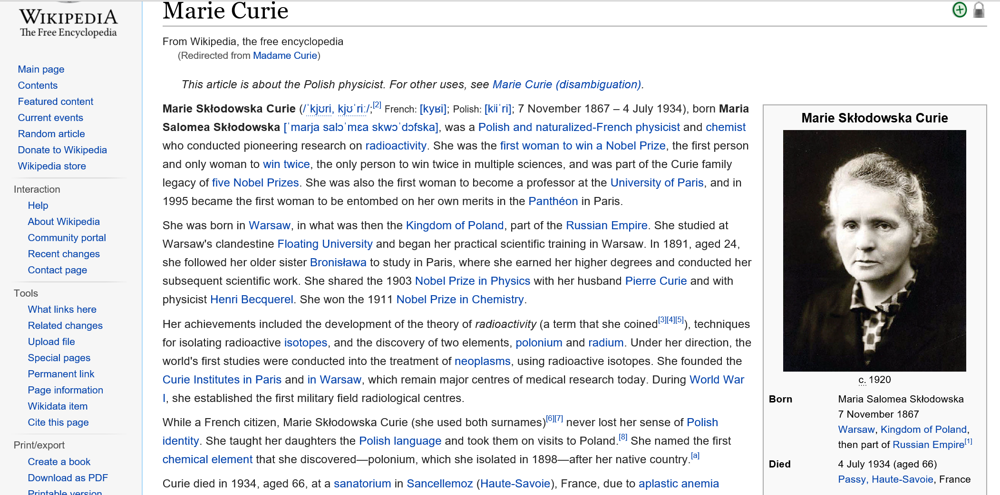 WIKIPEDIA
The Free Encyclopedia
Main page
Contents
Featured content
Current events
Random article
Donate to Wikipedia
Wikipedia store
Interaction
Help
About Wikipedia
Community portal
Recent changes
Contact page
Tools
What links here
Related changes
Upload file
Special pages
Permanent link
Page information
Wikidata item
Cite this page
Print/export
Create a book
Download as PDF
Printable version
Marie Curie
From Wikipedia, the free encyclopedia
(Redirected from Madame Curie)
This article is about the Polish physicist. For other uses, see Marie Curie (disambiguation).
Marie Skłodowska Curie (/ˈkjʊri, kjʊˈriː/;[2] French: [kyʁi]; Polish: [kʲiˈri]; 7 November 1867 – 4 July 1934), born Maria
Salomea Skłodowska [ˈmarja salɔˈmɛa skwɔˈdɔfska], was a Polish and naturalized-French physicist and chemist
who conducted pioneering research on radioactivity. She was the first woman to win a Nobel Prize, the first person
and only woman to win twice, the only person to win twice in multiple sciences, and was part of the Curie family
legacy of five Nobel Prizes. She was also the first woman to become a professor at the University of Paris, and in
1995 became the first woman to be entombed on her own merits in the Panthéon in Paris.
She was born in Warsaw, in what was then the Kingdom of Poland, part of the Russian Empire. She studied at
Warsaw's clandestine Floating University and began her practical scientific training in Warsaw. In 1891, aged 24,
she followed her older sister Bronisława to study in Paris, where she earned her higher degrees and conducted her
subsequent scientific work. She shared the 1903 Nobel Prize in Physics with her husband Pierre Curie and with
physicist Henri Becquerel. She won the 1911 Nobel Prize in Chemistry.
Her achievements included the development of the theory of radioactivity (a term that she coined[3][4][5]), techniques
for isolating radioactive isotopes, and the discovery of two elements, polonium and radium. Under her direction, the
world's first studies were conducted into the treatment of neoplasms, using radioactive isotopes. She founded the
Curie Institutes in Paris and in Warsaw, which remain major centres of medical research today. During World War
I, she established the first military field radiological centres.
While a French citizen, Marie Skłodowska Curie (she used both surnames)[6][7] never lost her sense of Polish
identity. She taught her daughters the Polish language and took them on visits to Poland.[8] She named the first
chemical element that she discovered—polonium, which she isolated in 1898—after her native country.[a]
Curie died in 1934, aged 66, at a sanatorium in Sancellemoz (Haute-Savoie), France, due to aplastic anemia
Marie Skłodowska Curie
c. 1920
Born Maria Salomea Skłodowska
7 November 1867
Warsaw, Kingdom of Poland,
then part of Russian Empire[1]
Died 4 July 1934 (aged 66)
Passy, Haute-Savoie, France